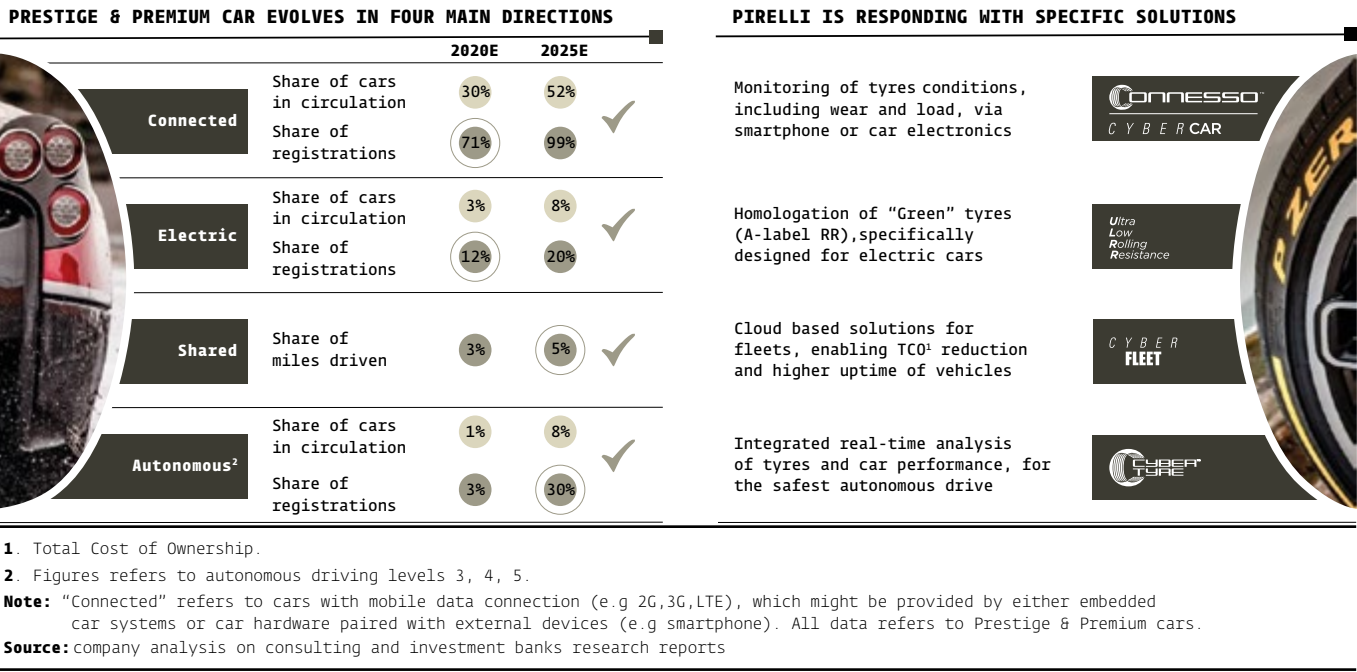 PRESTIGE & PREMIUM CAR EVOLVES IN FOUR MAIN DIRECTIONS
2020E 2025E
Connected
Share of cars
in circulation
30% 52%
Share of
registrations
71% 99%
Electric
Share of cars
in circulation
3% 8%
Share of
registrations
12% 20%
Shared
Share of
miles driven
3% 5%
Autonomous²
Share of cars
in circulation
1% 8%
Share of
registrations
3% 30%
PIRELLI IS RESPONDING WITH SPECIFIC SOLUTIONS
Monitoring of tyres conditions,
including wear and load, via
smartphone or car electronics
CONNESSO™
CYBER CAR
Homologation of “Green” tyres
(A-label RR),specifically
designed for electric cars
Ultra
Low
Rolling
Resistance
Cloud based solutions for
fleets, enabling TCO¹ reduction
and higher uptime of vehicles
CYBER
FLEET
Integrated real-time analysis
of tyres and car performance, for
the safest autonomous drive
CYBER
TYRE
P ZER
1. Total Cost of Ownership.
2. Figures refers to autonomous driving levels 3, 4, 5.
Note: “Connected” refers to cars with mobile data connection (e.g 2G,3G,LTE), which might be provided by either embedded
car systems or car hardware paired with external devices (e.g smartphone). All data refers to Prestige & Premium cars.
Source: company analysis on consulting and investment banks research reports